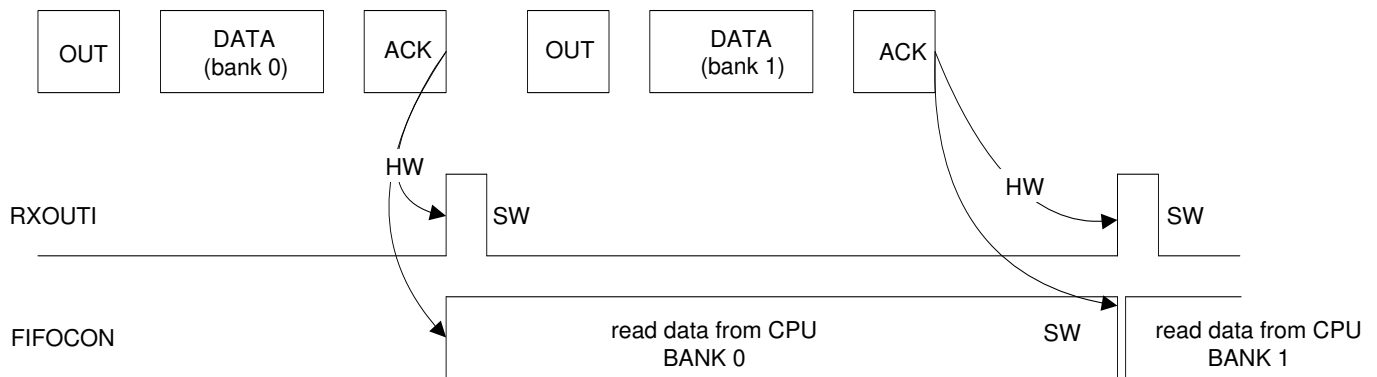 OUT
DATA
(bank 0)
ACK
OUT
DATA
(bank 1)
ACK
HW
HW
RXOUTI
SW
SW
FIFOCON
read data from CPU
BANK 0
SW
read data from CPU
BANK 1